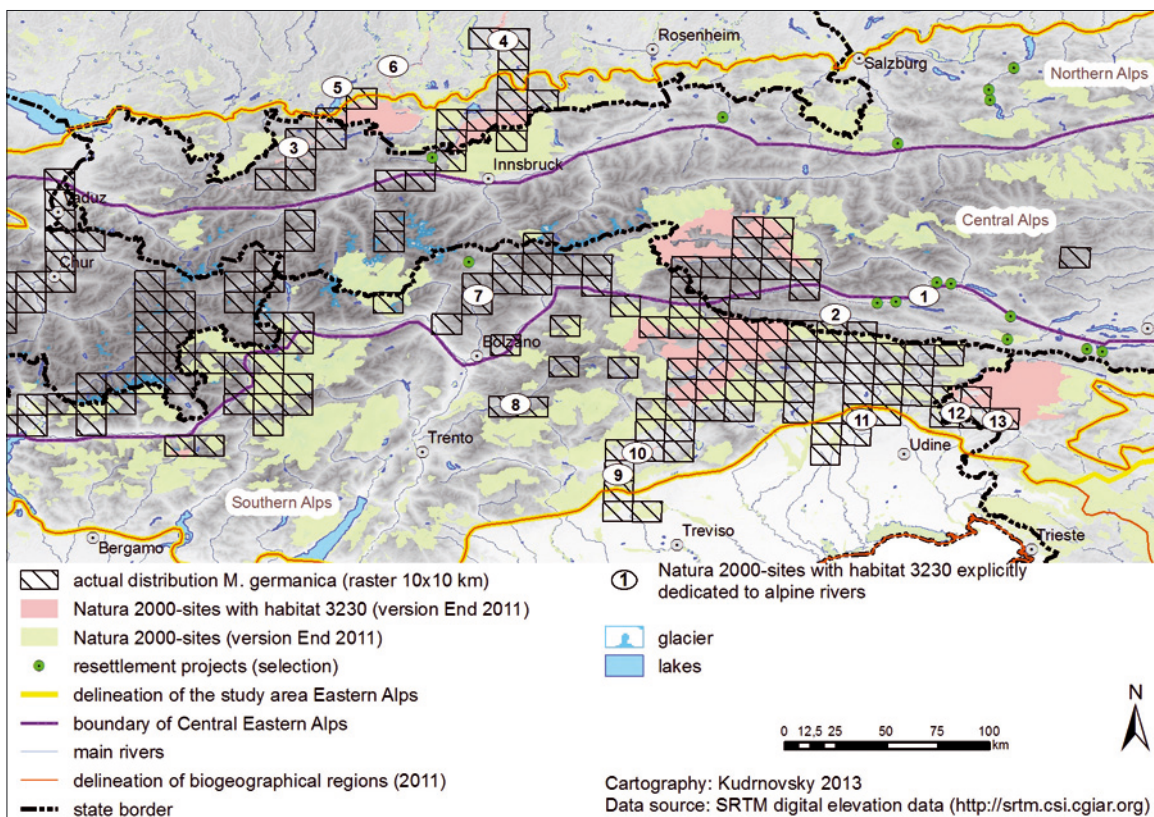 Rosenheim
4
6
Salzburg
Northern Alps
5
3
Innsbruck
Vaduz
Central Alps
Chur
7
1
2
Bolzano
8
12
13
11
Trento
Udine
10
9
Southern Alps
Treviso
Trieste
Bergamo
actual distribution M. germanica (raster 10x10 km)
Natura 2000-sites with habitat 3230 (version End 2011)
Natura 2000-sites (version End 2011)
resettlement projects (selection)
delineation of the study area Eastern Alps
boundary of Central Eastern Alps
main rivers
delineation of biogeographical regions (2011)
state border
1
Natura 2000-sites with habitat 3230 explicitly
dedicated to alpine rivers
glacier
lakes
N
0 12,5 25 50 75 100
km
Cartography: Kudrnovsky 2013
Data source: SRTM digital elevation data (http://srtm.csi.cgiar.org)